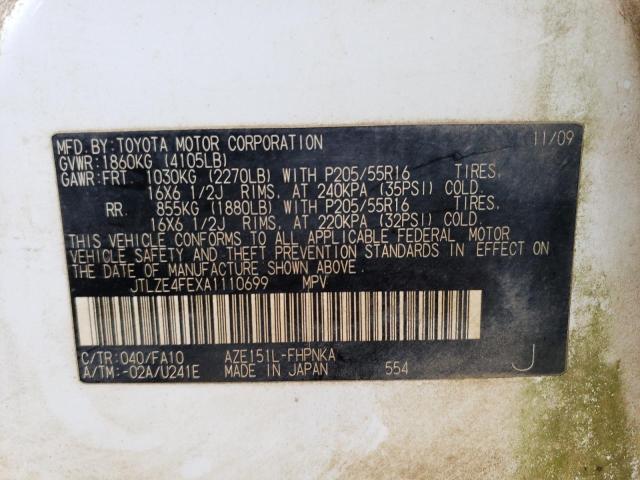 MFD.BY:TOYOTA MOTOR CORPORATION 11/09
GVWR:1860KG (4105LB)
GAWR:FRT 1030KG (2270LB) WITH P205/55R16 TIRES,
16X6 1/2J RIMS, AT 240KPA (35PSI) COLD.
RR. 855KG (1880LB) WITH P205/55R16 TIRES,
16X6 1/2J RIMS, AT 220KPA (32PSI) COLD.
THIS VEHICLE CONFORMS TO ALL APPLICABLE FEDERAL MOTOR
VEHICLE SAFETY AND THEFT PREVENTION STANDARDS IN EFFECT ON
THE DATE OF MANUFACTURE SHOWN ABOVE.
JTLZE4FEXA1110699 MPV
C/TR:040/FA10 AZE151L-FHPNKA
A/TM:-02A/U241E MADE IN JAPAN 554 J